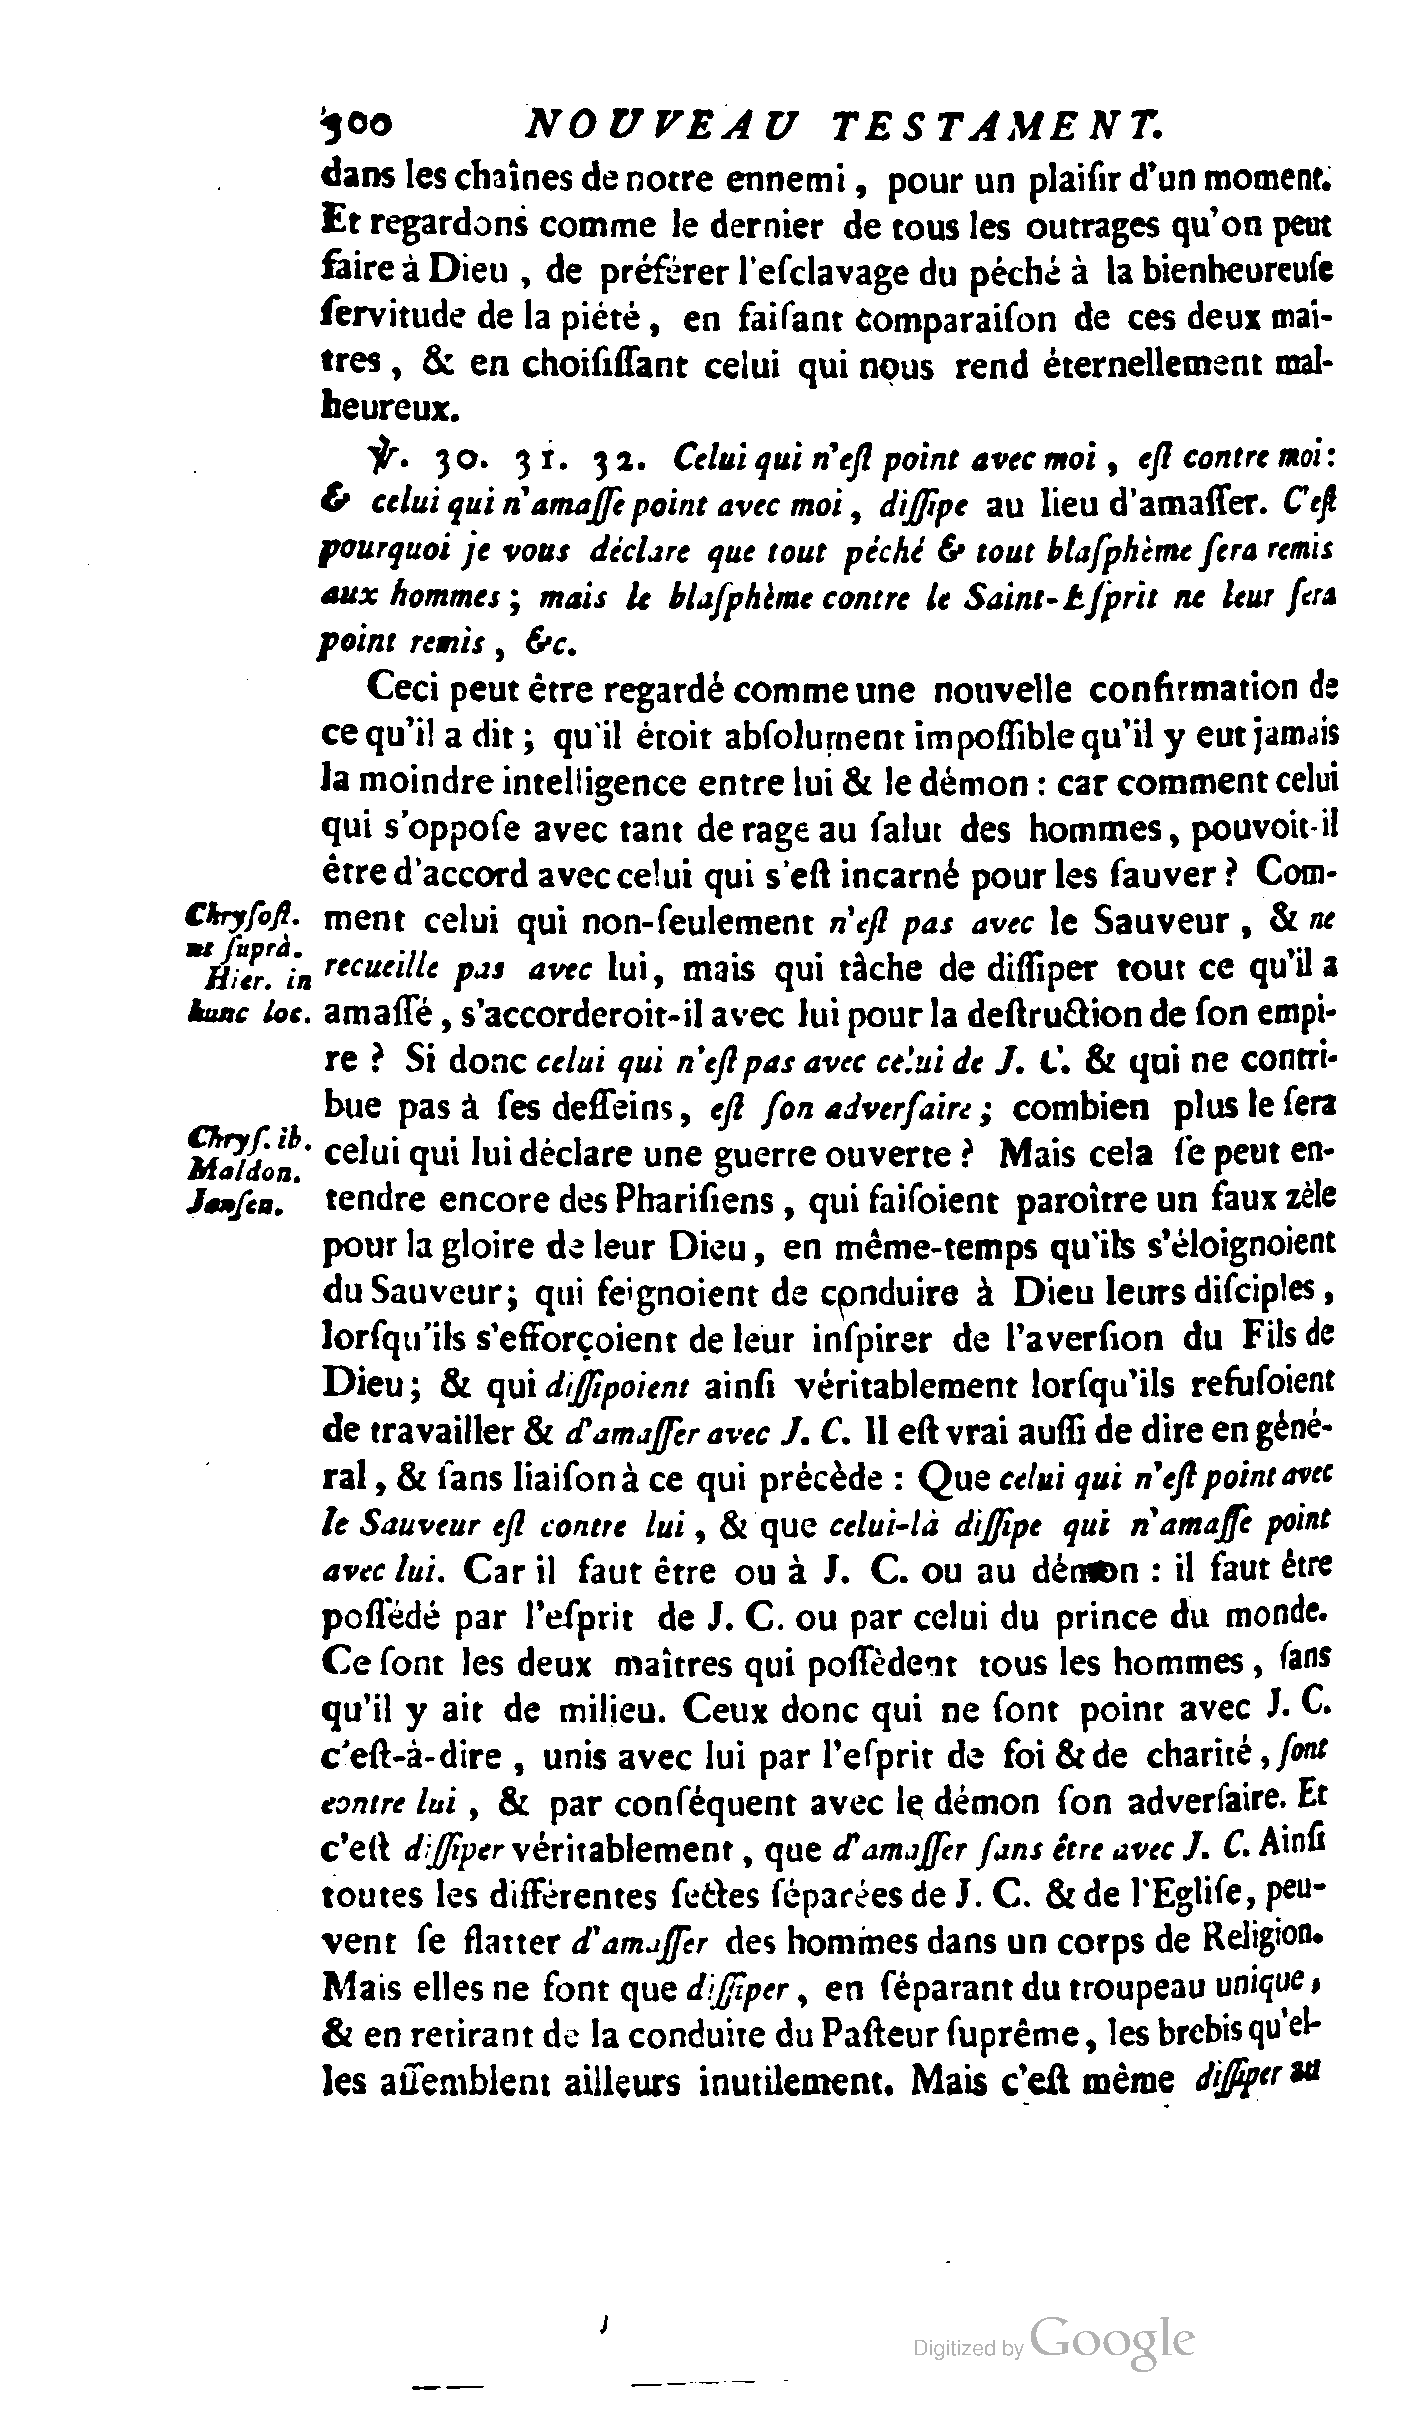 300 NOUVEAU TESTAMENT.
dans les chaînes de notre ennemi, pour un plaiſir d'un moment.
Et regardons comme le dernier de tous les outrages qu'on peut
faire à Dieu, de préférer l'eſclavage du péché à la bienheureuſe
ſervitude de la piété, en faiſant comparaiſon de ces deux mai-
tres, & en choiſiſſant celui qui nous rend éternellement mal-
heureux.
℣. 30. 31. 32. Celui qui n'eſt point avec moi, eſt contre moi:
& celui qui n'amaſſe point avec moi, diſſipe au lieu d'amaſſer. C'eſt
pourquoi je vous déclare que tout péché & tout blaſphème ſera remis
aux hommes; mais le blaſphème contre le Saint-Eſprit ne leur ſera
point remis, &c.
Ceci peut être regardé comme une nouvelle confirmation de
ce qu'il a dit; qu'il étoit abſolument impoſſible qu'il y eut jamais
la moindre intelligence entre lui & le démon: car comment celui
qui s'oppoſe avec tant de rage au ſalut des hommes, pouvoit-il
être d'accord avec celui qui s'eſt incarné pour les ſauver? Com-
Chryſoſt.
ut ſuprà.
Hier. in
hunc loc.
ment celui qui non-ſeulement n'eſt pas avec le Sauveur, & ne
recueille pas avec lui, mais qui tâche de diſſiper tout ce qu'il a
amaſſé, s'accorderoit-il avec lui pour la deſtruction de ſon empi-
re? Si donc celui qui n'eſt pas avec celui de J. C. & qui ne contri-
bue pas à ſes deſſeins, eſt ſon adverſaire; combien plus le ſera
Chryſ. ib.
Maldon.
Janſen.
celui qui lui déclare une guerre ouverte? Mais cela ſe peut en-
tendre encore des Phariſiens, qui faiſoient paroître un faux zèle
pour la gloire de leur Dieu, en même-temps qu'ils s'éloignoient
du Sauveur; qui feignoient de conduire à Dieu leurs diſciples,
lorſqu'ils s'efforçoient de leur inſpirer de l'averſion du Fils de
Dieu; & qui diſſipoient ainſi véritablement lorſqu'ils refuſoient
de travailler & d'amaſſer avec J. C. Il eſt vrai auſſi de dire en géné-
ral, & ſans liaiſon à ce qui précède: Que celui qui n'eſt point avec
le Sauveur eſt contre lui, & que celui-là diſſipe qui n'amaſſe point
avec lui. Car il faut être ou à J. C. ou au démon: il faut être
poſſédé par l'eſprit de J. C. ou par celui du prince du monde.
Ce ſont les deux maîtres qui poſſèdent tous les hommes, ſans
qu'il y ait de milieu. Ceux donc qui ne ſont point avec J. C.
c'eſt-à-dire, unis avec lui par l'eſprit de foi & de charité, ſont
contre lui, & par conſéquent avec le démon ſon adverſaire. Et
c'eſt diſſiper véritablement, que d'amaſſer ſans être avec J. C. Ainſi
toutes les différentes ſectes ſéparées de J. C. & de l'Egliſe, peu-
vent ſe flatter d'amaſſer des hommes dans un corps de Religion.
Mais elles ne font que diſſiper, en ſéparant du troupeau unique,
& en retirant de la conduite du Paſteur ſuprême, les brebis qu'el-
les aſſemblent ailleurs inutilement. Mais c'eſt même diſſiper au
Digitized by Google